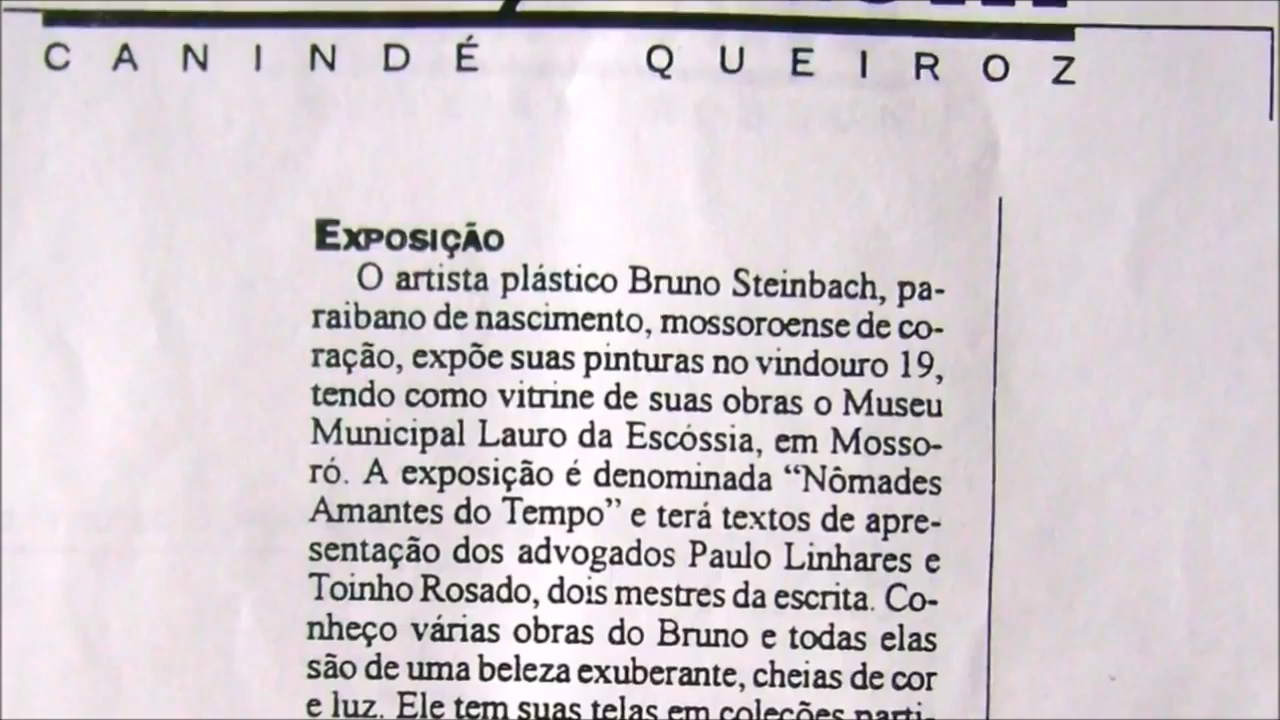 CANINDÉ QUEIROZ
EXPOSIÇÃO
O artista plástico Bruno Steinbach, pa-
raibano de nascimento, mossoroense de co-
ração, expõe suas pinturas no vindouro 19,
tendo como vitrine de suas obras o Museu
Municipal Lauro da Escóssia, em Mosso-
ró. A exposição é denominada “Nômades
Amantes do Tempo” e terá textos de apre-
sentação dos advogados Paulo Linhares e
Toinho Rosado, dois mestres da escrita. Co-
nheço várias obras do Bruno e todas elas
são de uma beleza exuberante, cheias de cor
e luz. Ele tem suas telas em coleções parti-